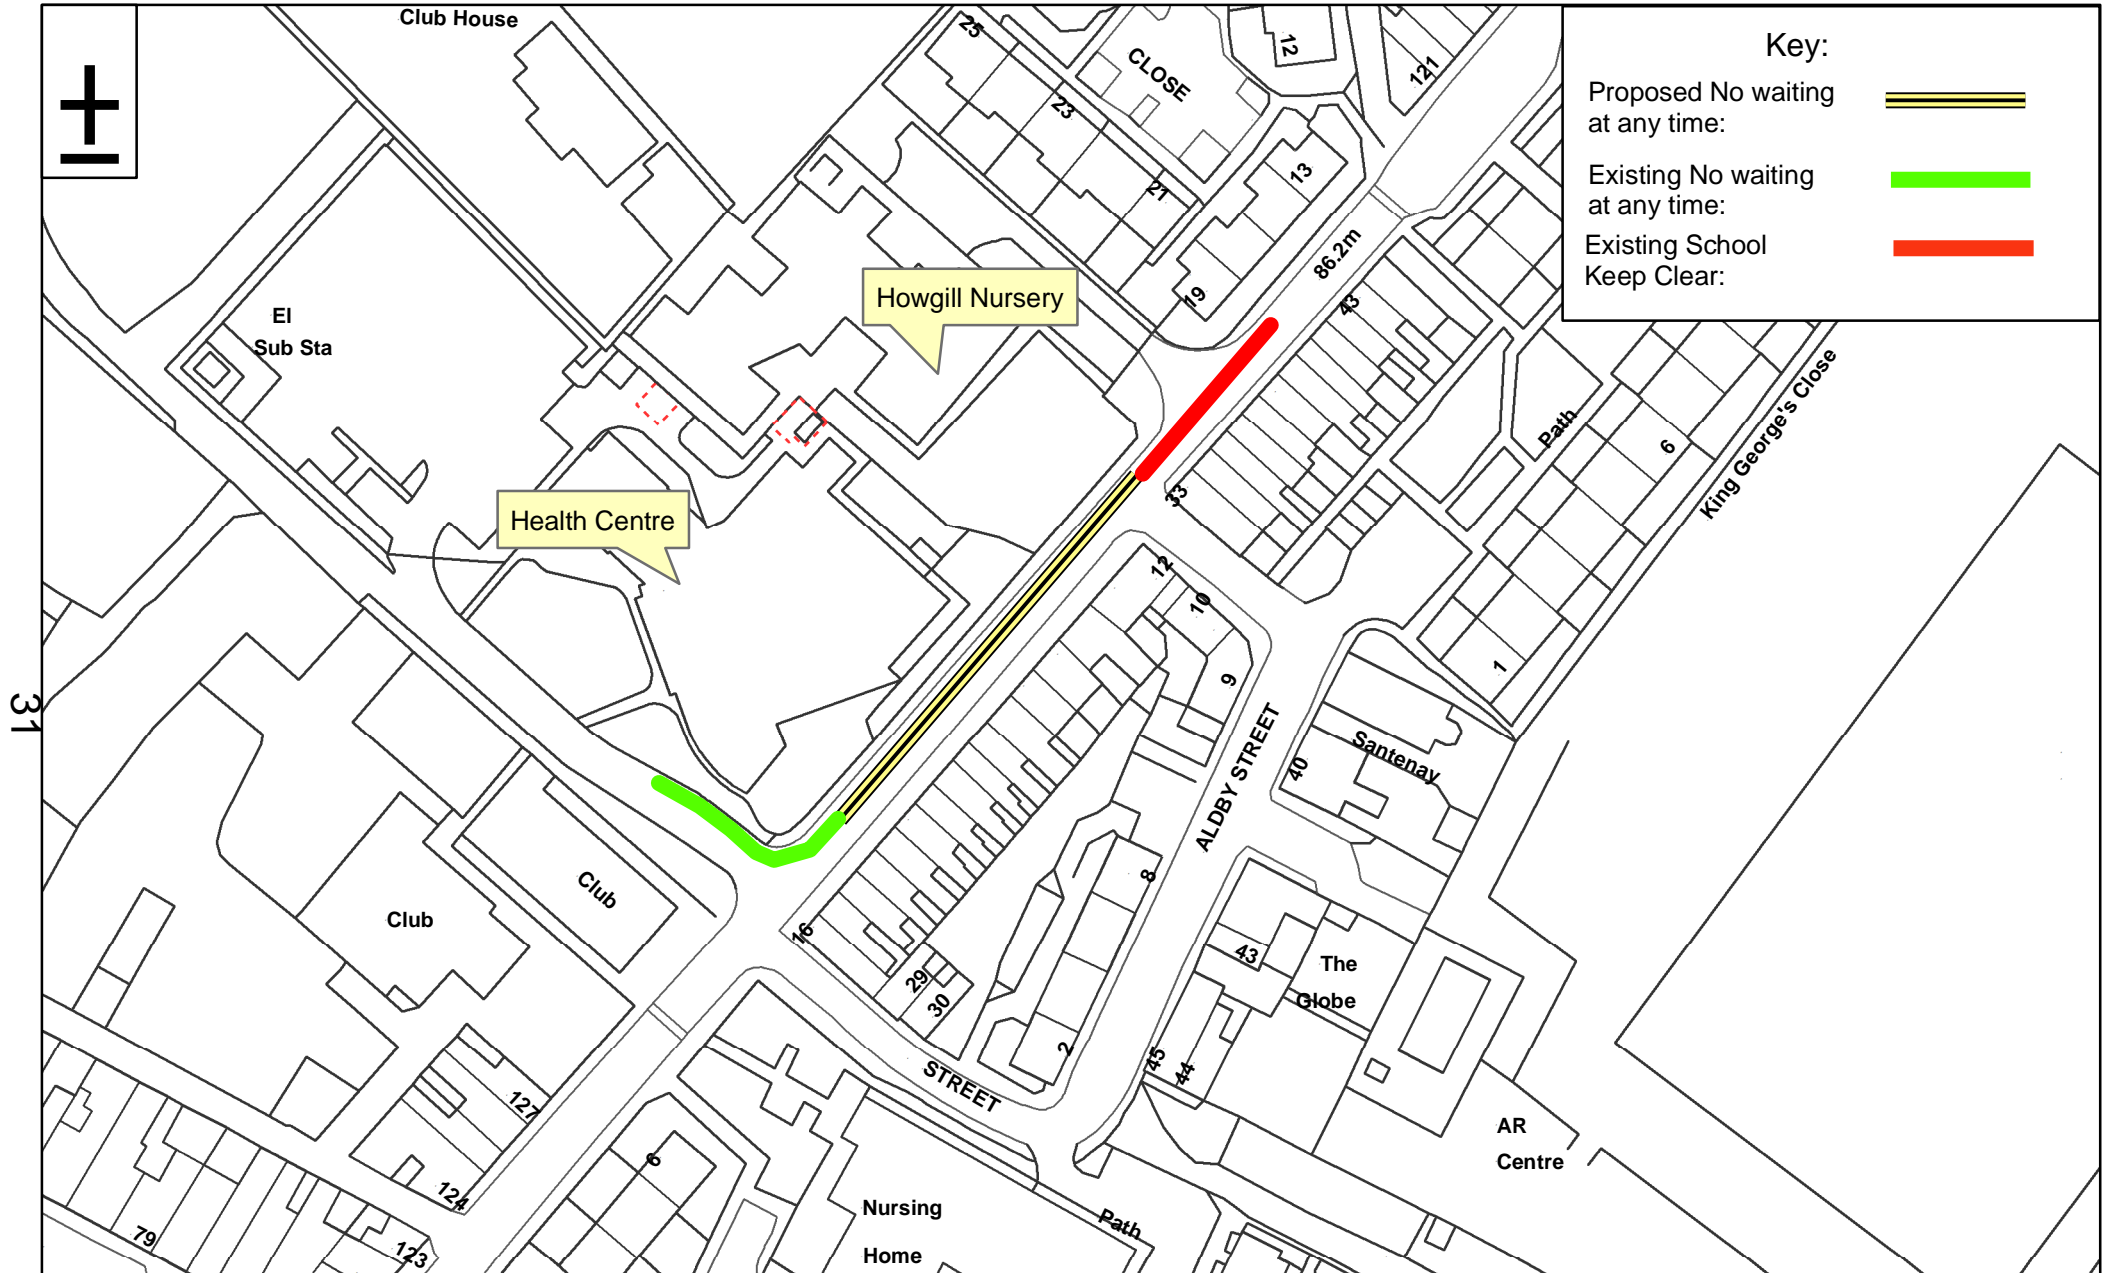 Key:
Proposed No waiting
at any time:
Existing No waiting
at any time:
Existing School
Keep Clear:
Club House
25
23
21
CLOSE
12
121
13
19
86.2m
43
33
El
Sub Sta
Howgill Nursery
Health Centre
Path
6
King George's Close
1
12
10
9
ALDBY STREET
40
Santenay
31
Club
Club
16
29
30
8
2
STREET
43
The
Globe
45
44
AR
Centre
127
124
123
79
6
Nursing
Home
Path